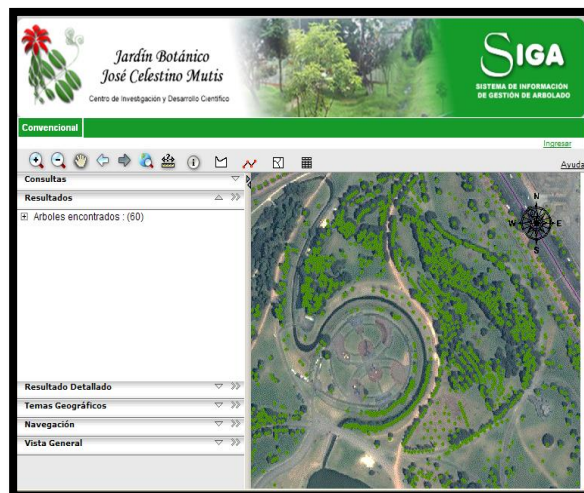 Jardín Botánico
José Celestino Mutis
Centro de Investigación y Desarrollo Científico
SIGA
SISTEMA DE INFORMACIÓN
DE GESTIÓN DE ARBOLADO
Convencional
Ingresar
Ayuda
Consultas
Resultados
Arboles encontrados : (60)
N
W
E
S
Resultado Detallado
Temas Geográficos
Navegación
Vista General